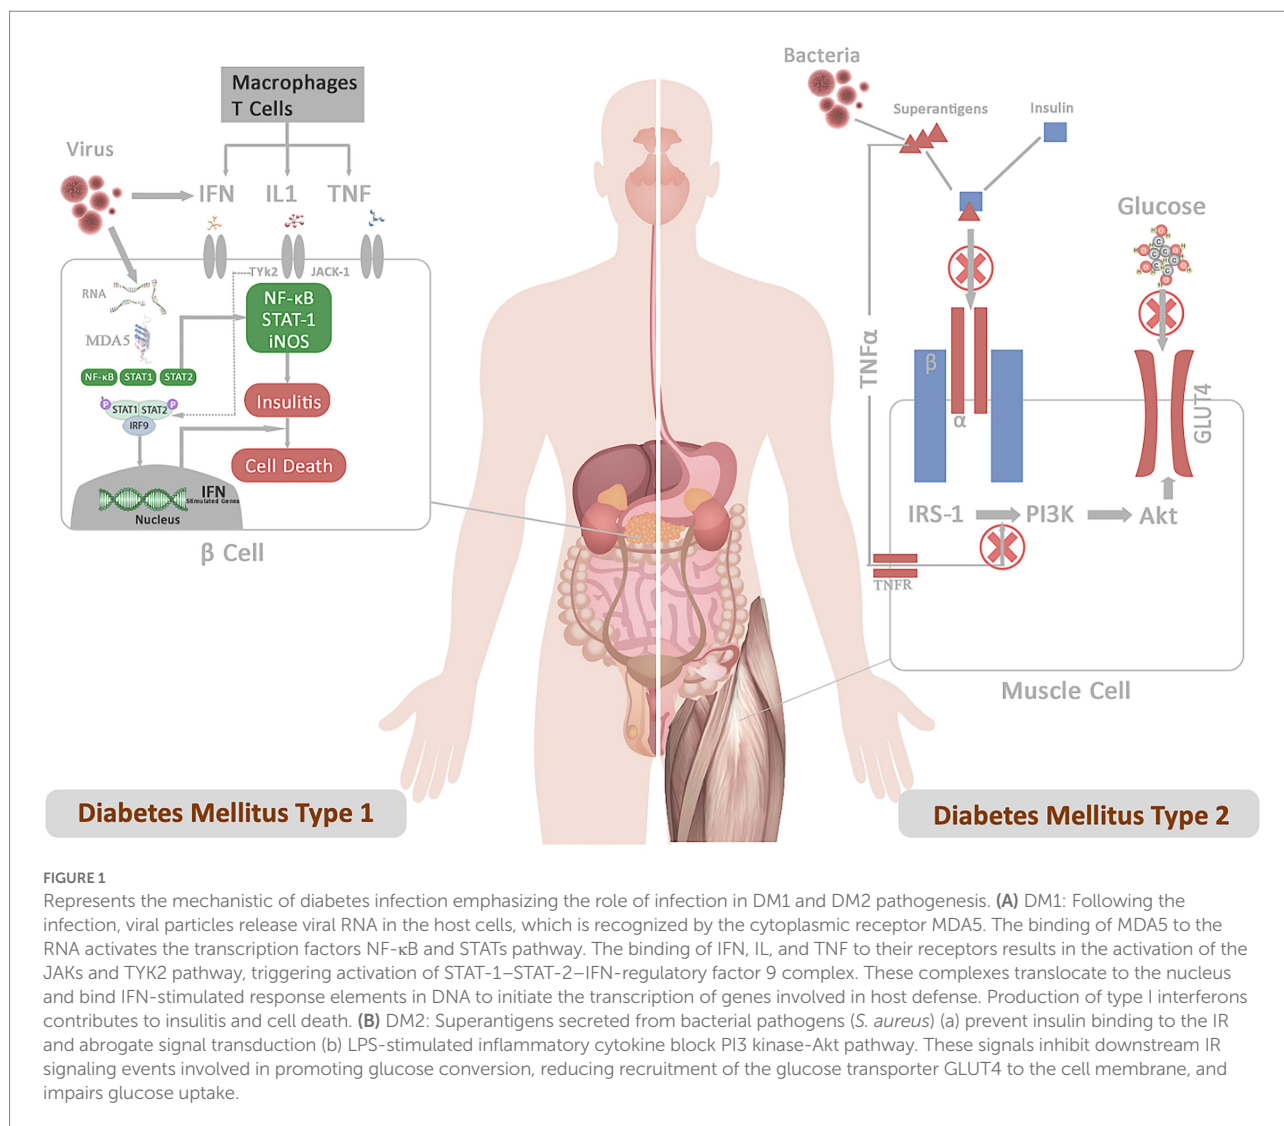 Macrophages
T Cells
Virus
IFN
IL1
TNF
TYk2
JACK-1
RNA
MDA5
NF-κB
STAT1
STAT2
NF-κB
STAT-1
iNOS
Insulitis
Cell Death
P
STAT1
STAT2
P
IRF9
IFN
Stimulated Genes
Nucleus
β Cell
Diabetes Mellitus Type 1
Bacteria
Superantigens
Insulin
Glucose
TNFα
β
α
GLUT4
IRS-1
PI3K
Akt
TNFR
Muscle Cell
Diabetes Mellitus Type 2
FIGURE 1
Represents the mechanistic of diabetes infection emphasizing the role of infection in DM1 and DM2 pathogenesis. (A) DM1: Following the
infection, viral particles release viral RNA in the host cells, which is recognized by the cytoplasmic receptor MDA5. The binding of MDA5 to the
RNA activates the transcription factors NF-κB and STATs pathway. The binding of IFN, IL, and TNF to their receptors results in the activation of the
JAKs and TYK2 pathway, triggering activation of STAT-1–STAT-2–IFN-regulatory factor 9 complex. These complexes translocate to the nucleus
and bind IFN-stimulated response elements in DNA to initiate the transcription of genes involved in host defense. Production of type I interferons
contributes to insulitis and cell death. (B) DM2: Superantigens secreted from bacterial pathogens (S. aureus) (a) prevent insulin binding to the IR
and abrogate signal transduction (b) LPS-stimulated inflammatory cytokine block PI3 kinase-Akt pathway. These signals inhibit downstream IR
signaling events involved in promoting glucose conversion, reducing recruitment of the glucose transporter GLUT4 to the cell membrane, and
impairs glucose uptake.